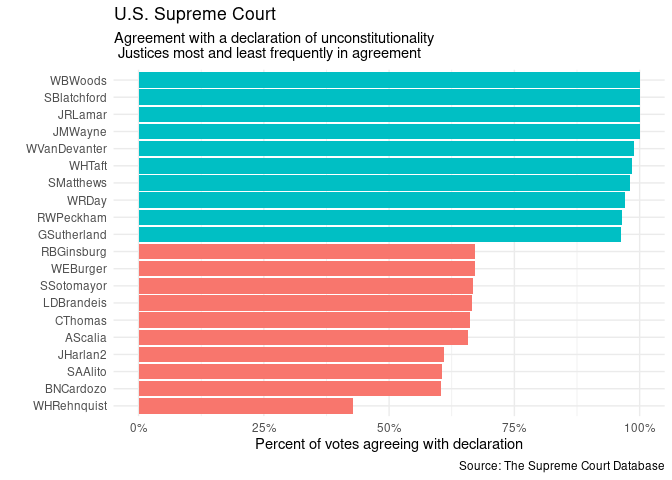 U.S. Supreme Court
Agreement with a declaration of unconstitutionality
Justices most and least frequently in agreement
WBWoods
SBlatchford
JRLamar
JMWayne
WVanDevanter
WHTaft
SMatthews
WRDay
RWPeckham
GSutherland
RBGinsburg
WEBurger
SSotomayor
LDBrandeis
CThomas
AScalia
JHarlan2
SAAlito
BNCardozo
WHRehnquist
0% 25% 50% 75% 100%
Percent of votes agreeing with declaration
Source: The Supreme Court Database